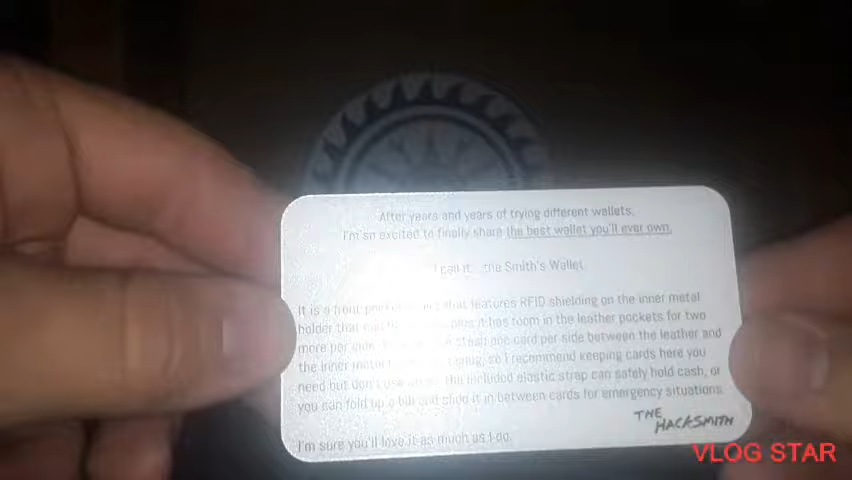 After years and years of trying different wallets,
I'm so excited to finally share the best wallet you'll ever own.
I call it... the Smith's Wallet
It is a front pocket that features RFID shielding on the inner metal
holder that it has room in the leather pockets for two
more per side. stash one card per side between the leather and
the inner metal snug, so I recommend keeping cards here you
need but don't use The included elastic strap can safely hold cash, or
you can fold up a bill and slide it in between cards for emergency situations.
I'm sure you'll love it as much as I do.
THE
HACKSMITH
VLOG STAR